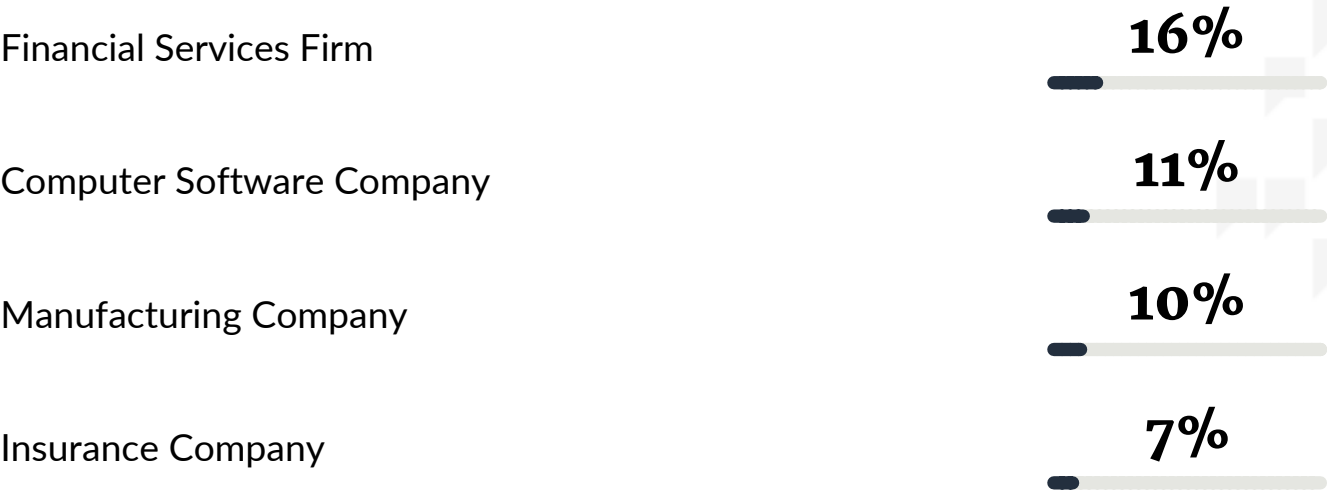 Financial Services Firm 16%
Computer Software Company 11%
Manufacturing Company 10%
Insurance Company 7%